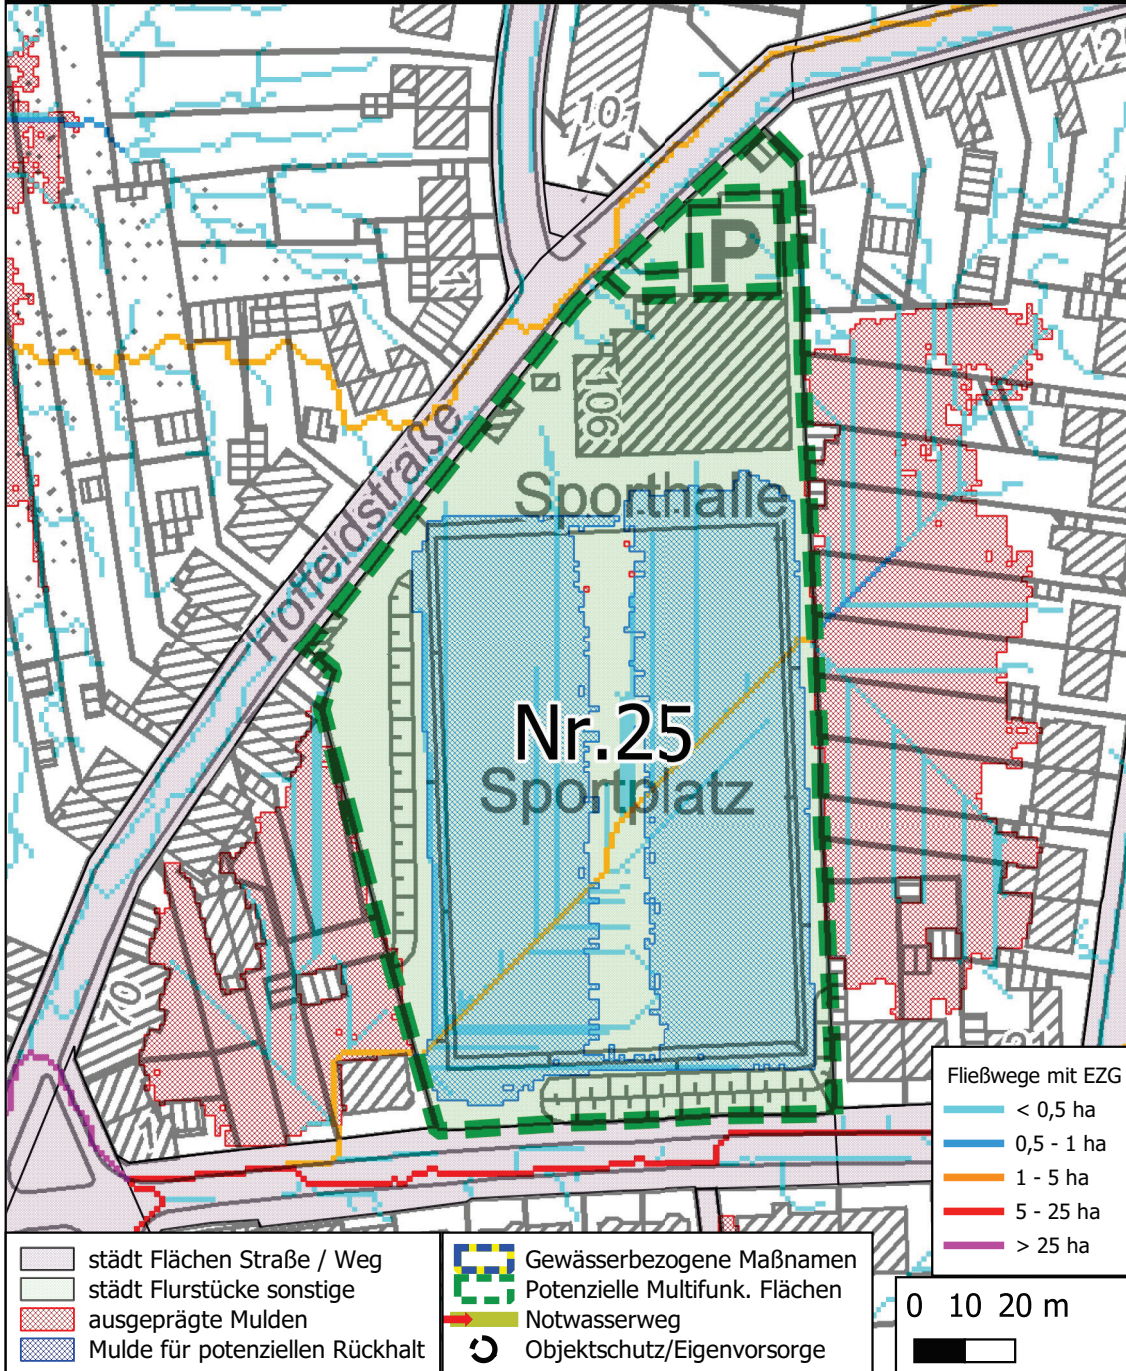 101
P
106
Sporthalle
Hoffeldstraße
Nr.25
Sportplatz
70
Fließwege mit EZG
< 0,5 ha
0,5 - 1 ha
1 - 5 ha
5 - 25 ha
> 25 ha
städt Flächen Straße / Weg
städt Flurstücke sonstige
ausgeprägte Mulden
Mulde für potenziellen Rückhalt
Gewässerbezogene Maßnamen
Potenzielle Multifunk. Flächen
Notwasserweg
Objektschutz/Eigenvorsorge
0 10 20 m